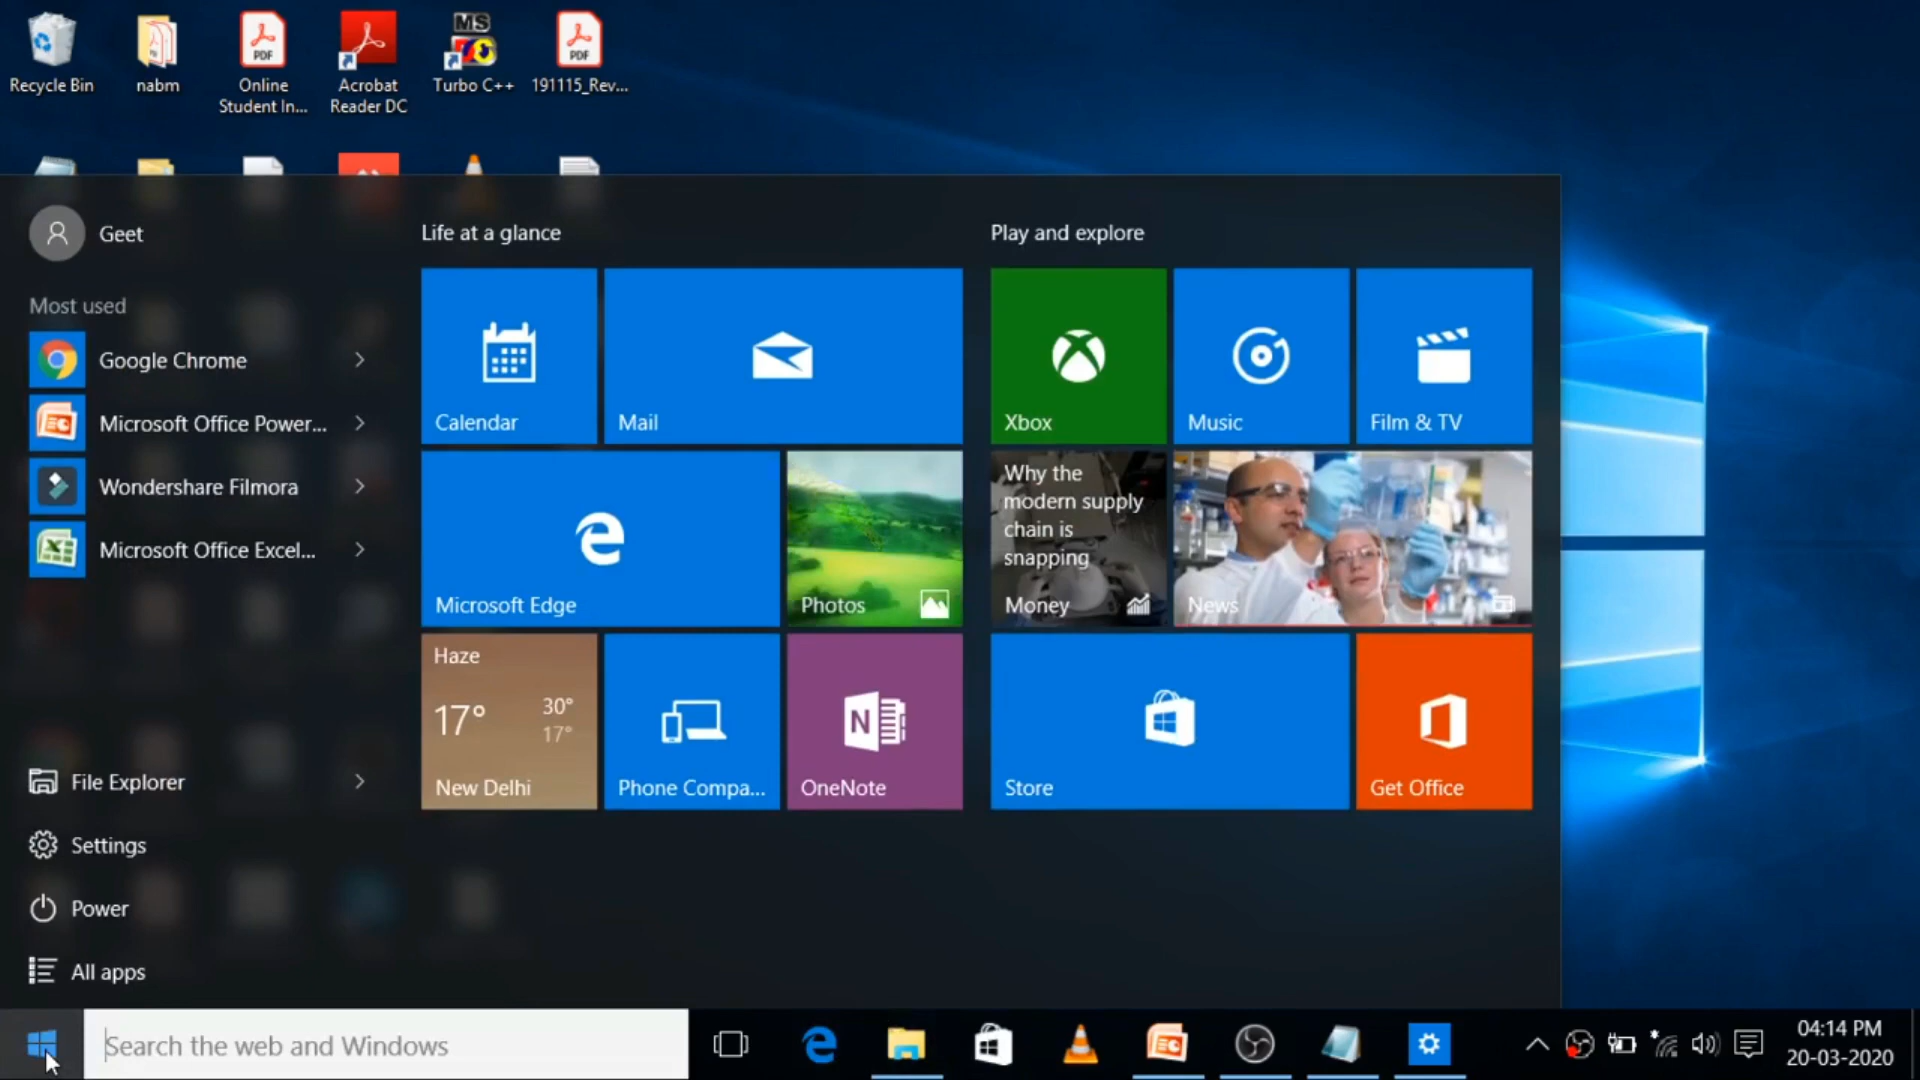 Recycle Bin
nabm
Online
Student In...
Acrobat
Reader DC
MS
Turbo C++
191115_Rev...
PDF
PDF
Geet
Most used
Google Chrome
Microsoft Office Power...
Wondershare Filmora
Microsoft Office Excel...
File Explorer
Settings
Power
All apps
Life at a glance
Calendar
Mail
Microsoft Edge
Photos
Haze
17°
30°
17°
New Delhi
Phone Compa...
OneNote
Play and explore
Xbox
Music
Film & TV
Why the
modern supply
chain is
snapping
Money
News
Store
Get Office
Search the web and Windows
04:14 PM
20-03-2020